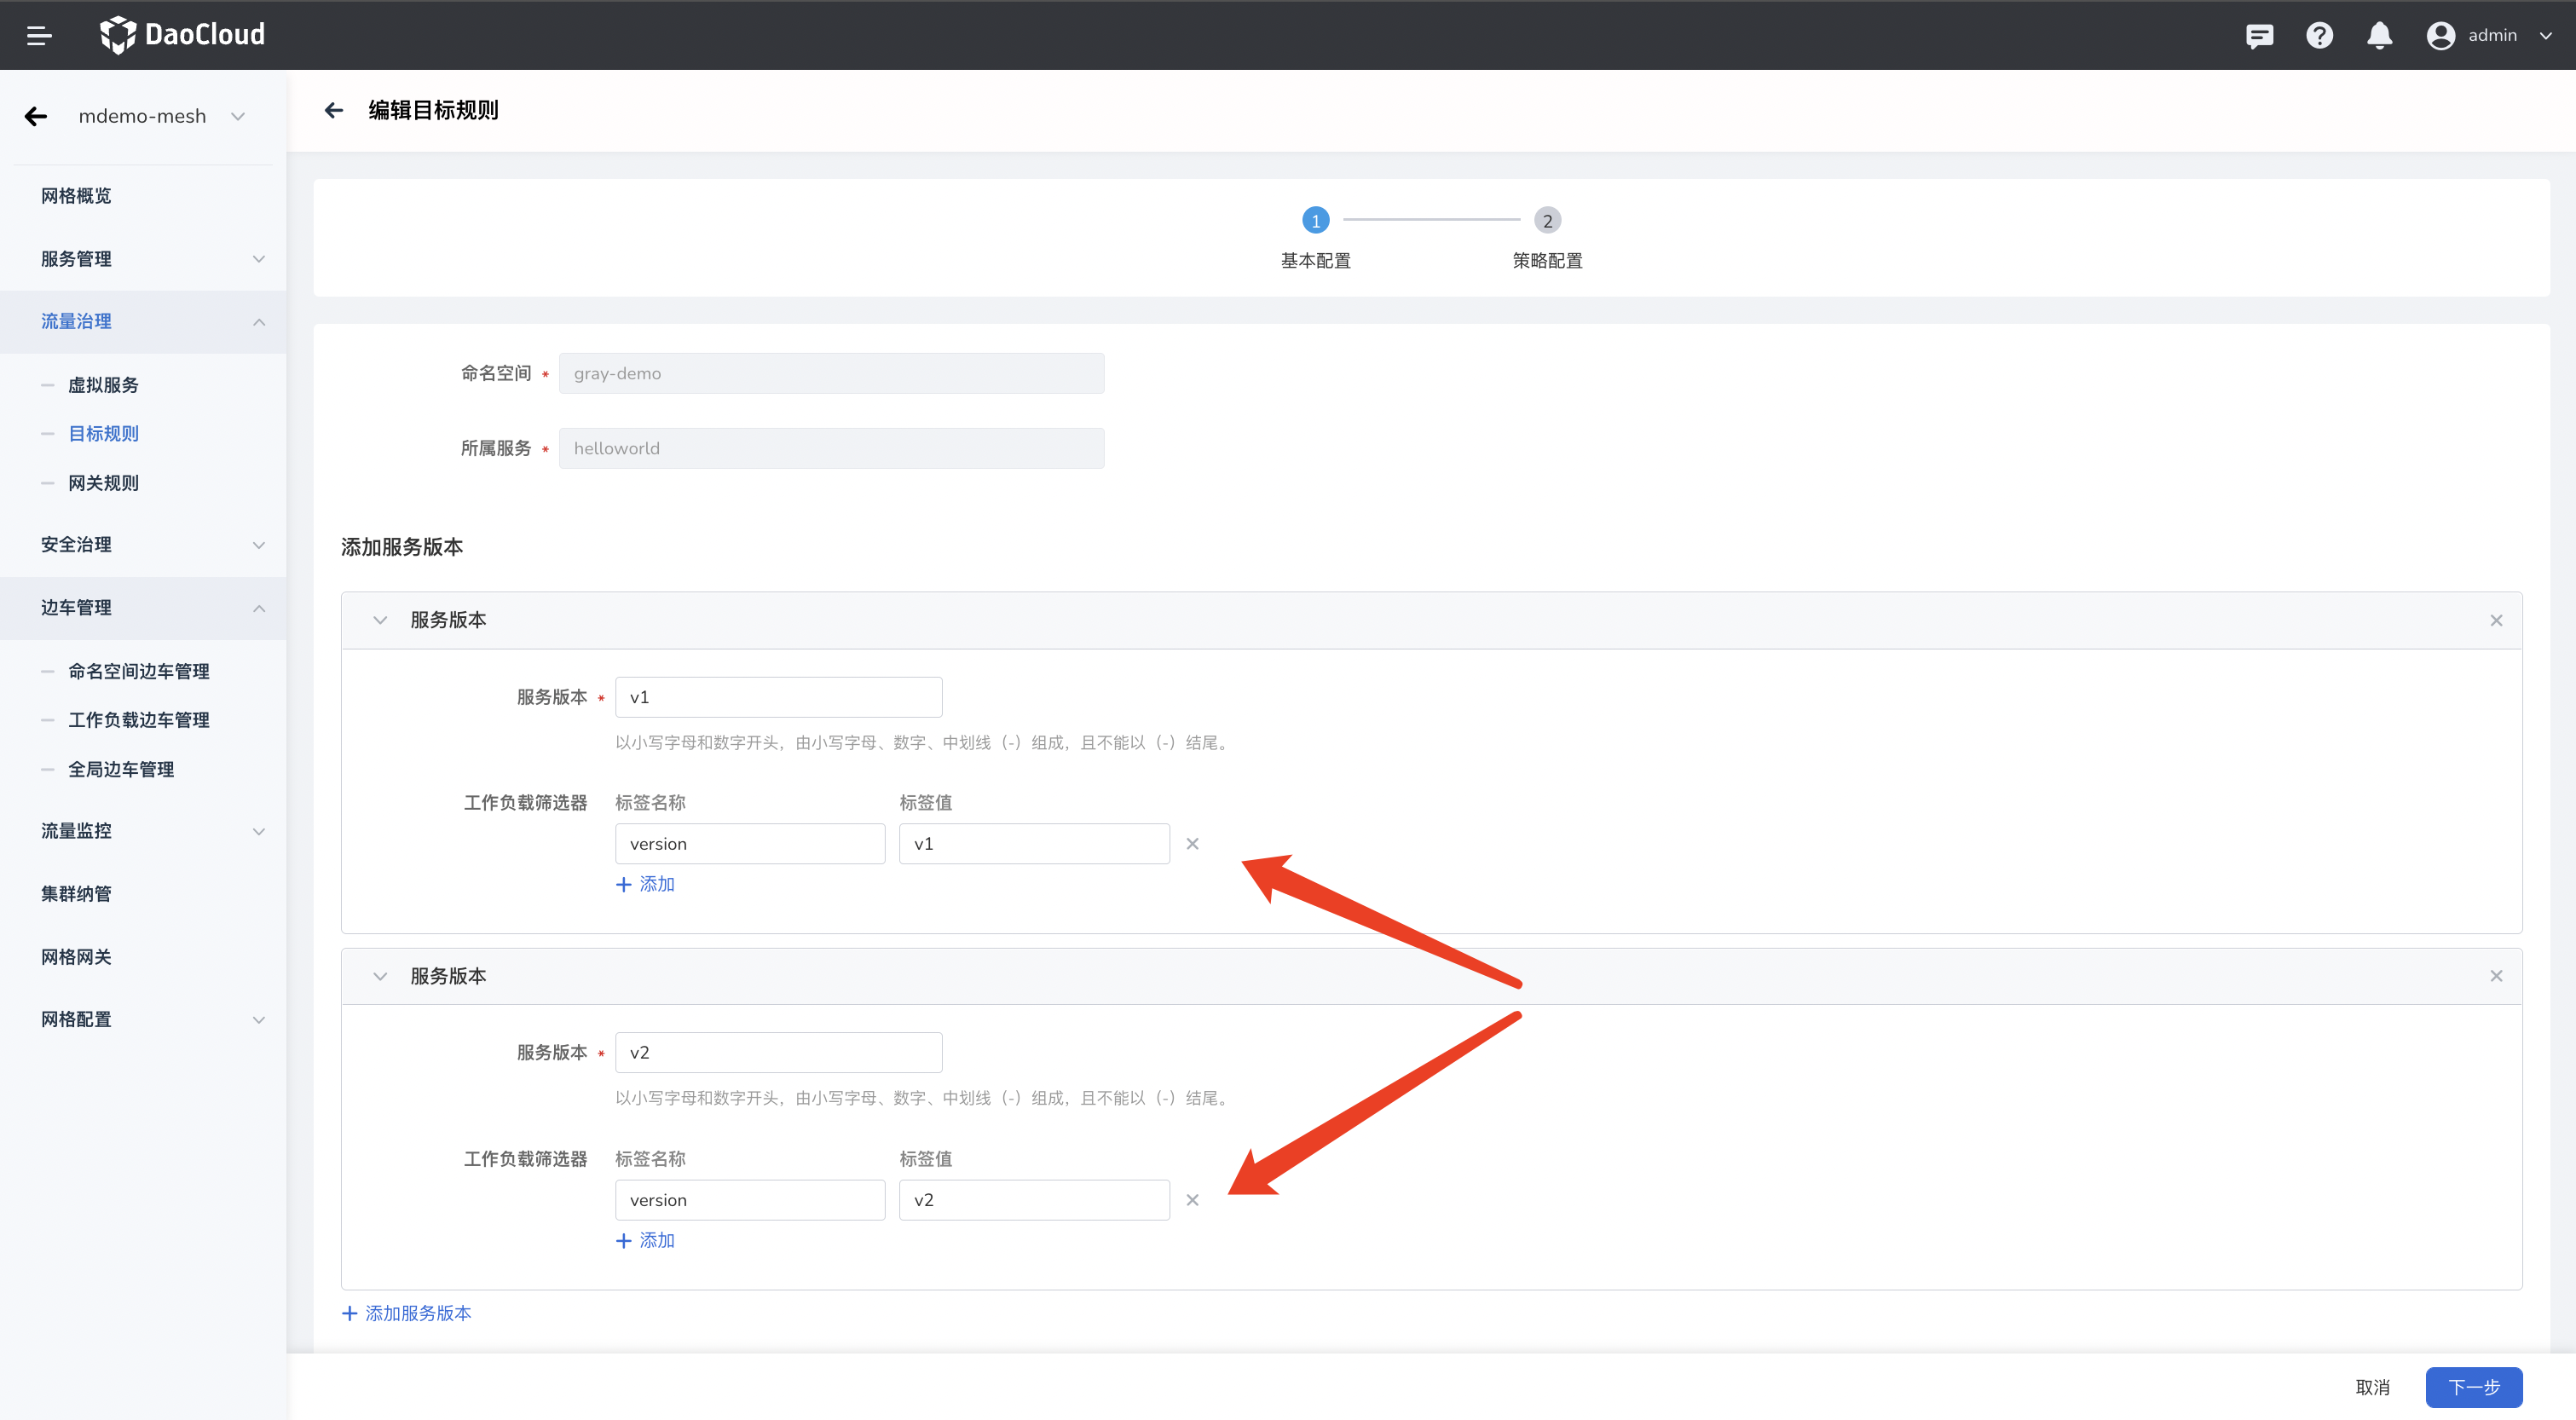 DaoCloud
admin
mdemo-mesh
网格概览
服务管理
流量治理
虚拟服务
目标规则
网关规则
安全治理
边车管理
命名空间边车管理
工作负载边车管理
全局边车管理
流量监控
集群纳管
网格网关
网格配置
编辑目标规则
1 2
基本配置 策略配置
命名空间 * gray-demo
所属服务 * helloworld
添加服务版本
服务版本
服务版本 * v1
以小写字母和数字开头，由小写字母、数字、中划线（-）组成，且不能以（-）结尾。
工作负载筛选器 标签名称 标签值
version v1
+ 添加
服务版本
服务版本 * v2
以小写字母和数字开头，由小写字母、数字、中划线（-）组成，且不能以（-）结尾。
工作负载筛选器 标签名称 标签值
version v2
+ 添加
+ 添加服务版本
取消 下一步